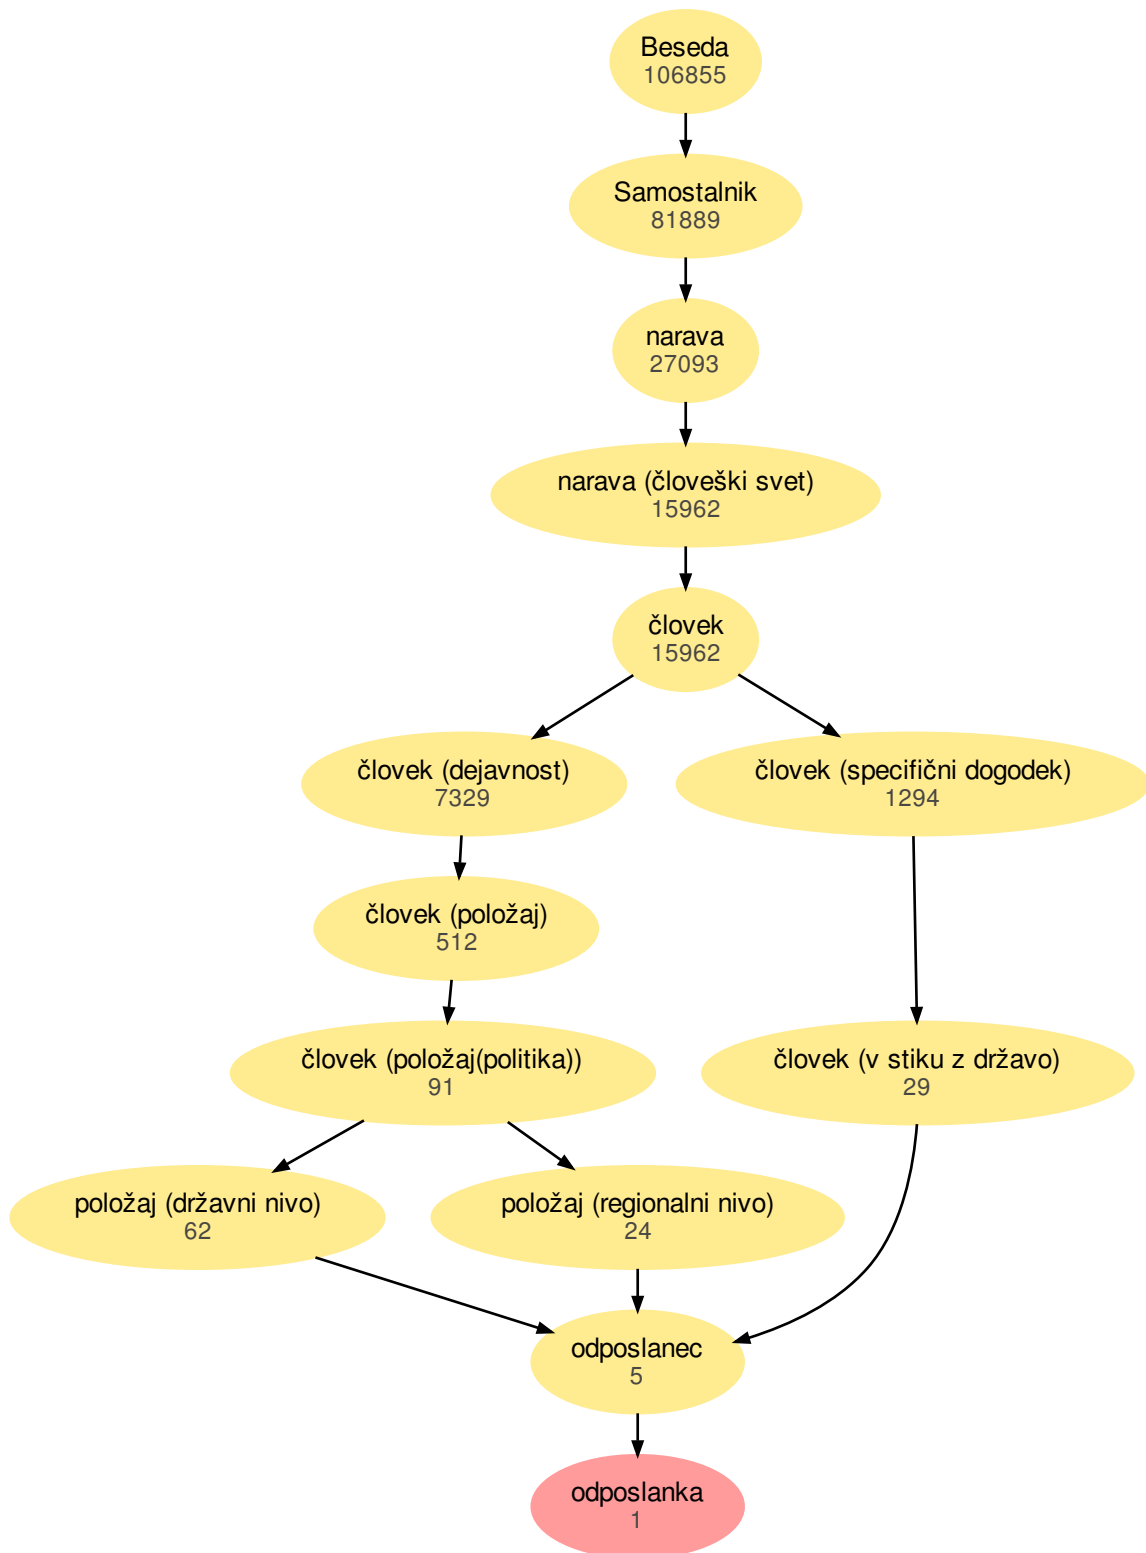 Beseda
106855
Samostalnik
81889
narava
27093
narava (človeški svet)
15962
človek
15962
človek (dejavnost)
7329
človek (specifični dogodek)
1294
človek (položaj)
512
človek (položaj(politika))
91
človek (v stiku z državo)
29
položaj (državni nivo)
62
položaj (regionalni nivo)
24
odposlanec
5
odposlanka
1